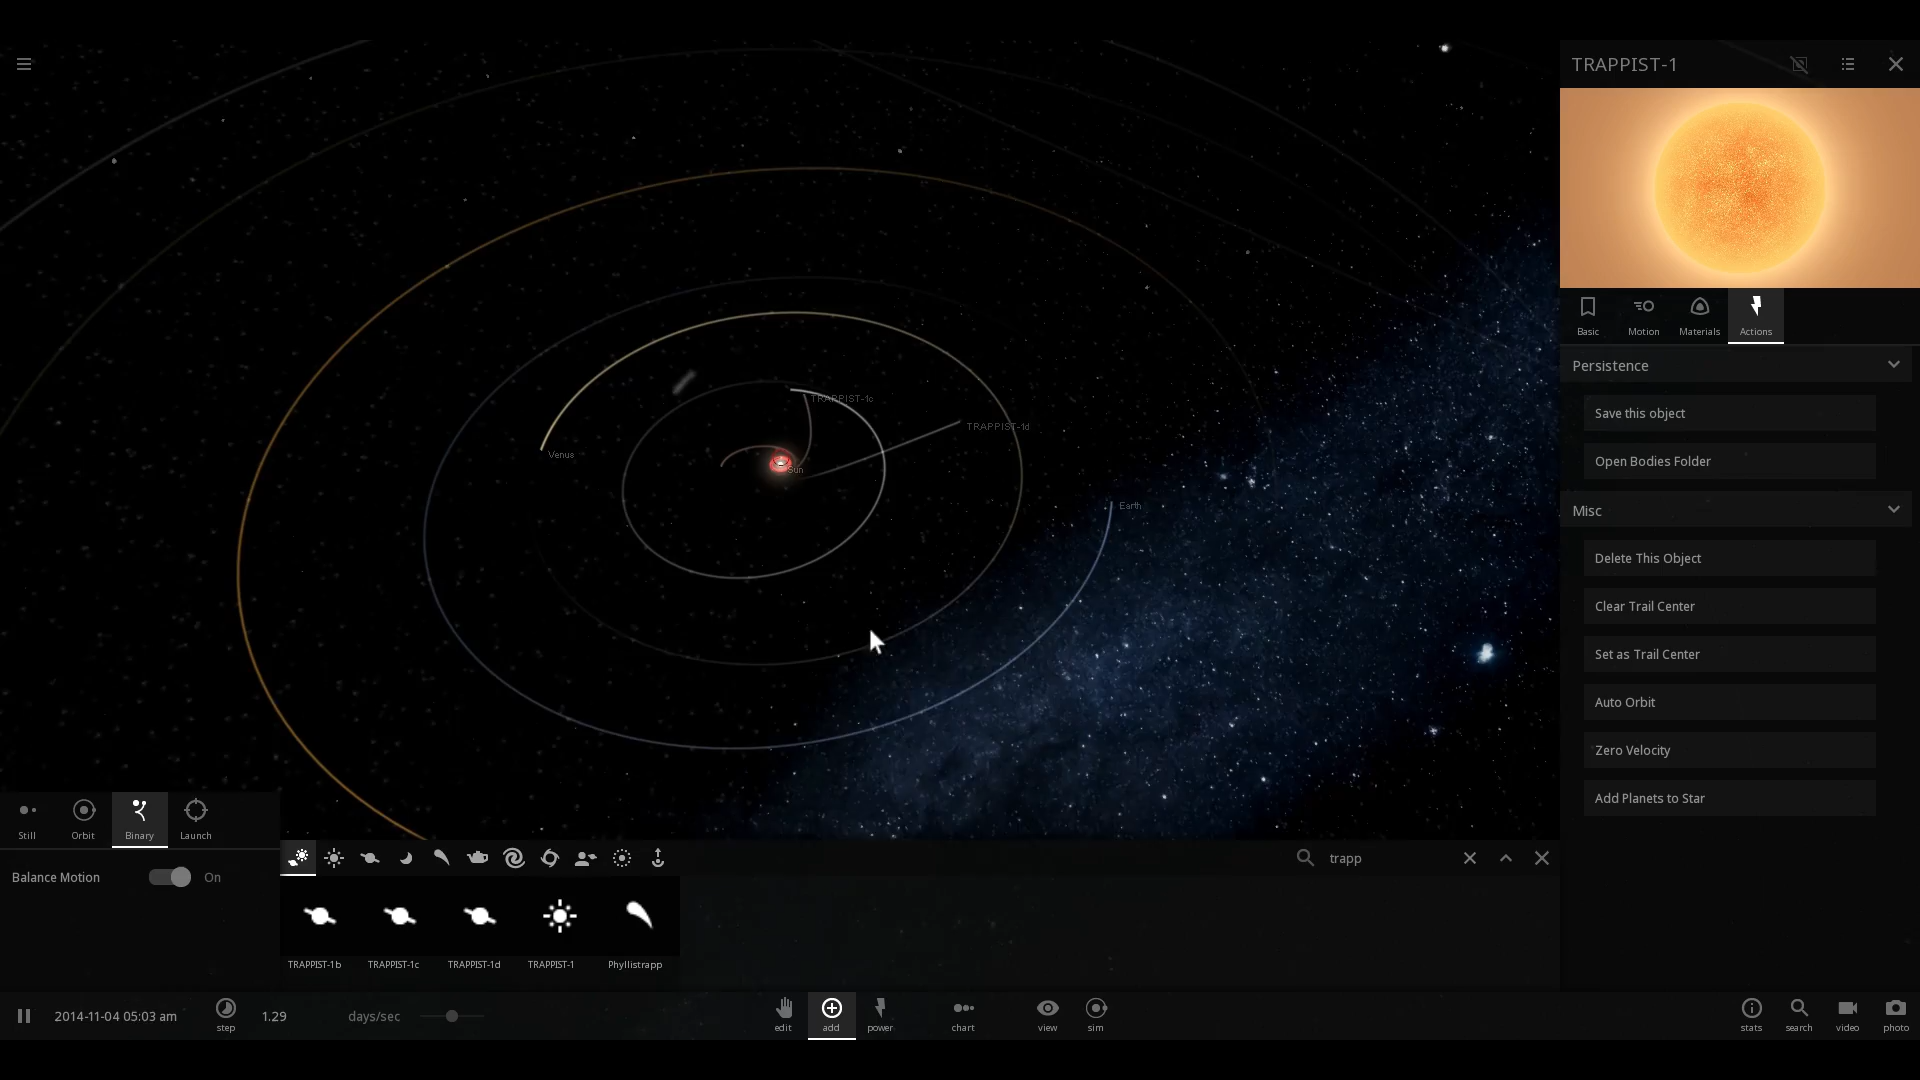 TRAPPIST-1
Basic
Motion
Materials
Actions
Persistence
Save this object
Open Bodies Folder
Misc
Delete This Object
Clear Trail Center
Set as Trail Center
Auto Orbit
Zero Velocity
Add Planets to Star
TRAPPIST-1c
TRAPPIST-1d
Venus
Sun
Earth
Still
Orbit
Binary
Launch
Balance Motion On
trapp
TRAPPIST-1b
TRAPPIST-1c
TRAPPIST-1d
TRAPPIST-1
Phyllistrapp
2014-11-04 05:03 am
step
1.29 days/sec
edit
add
power
chart
view
sim
stats
search
video
photo